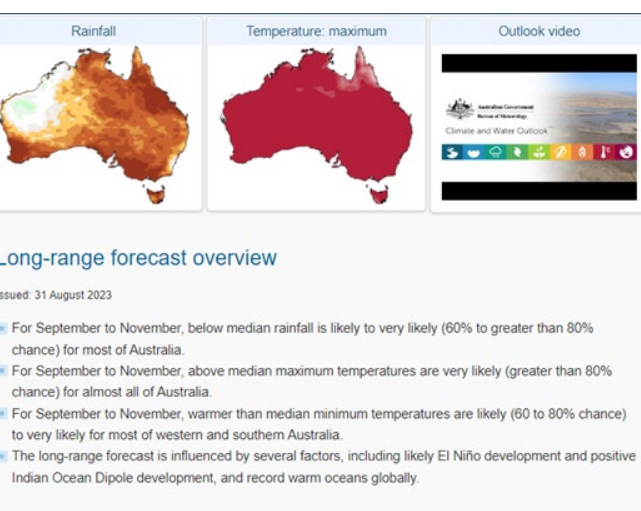 Rainfall
Temperature: maximum
Outlook video
Australian Government
Bureau of Meteorology
Climate and Water Outlook
Long-range forecast overview
ssued: 31 August 2023
For September to November, below median rainfall is likely to very likely (60% to greater than 80%
chance) for most of Australia.
For September to November, above median maximum temperatures are very likely (greater than 80%
chance) for almost all of Australia.
For September to November, warmer than median minimum temperatures are likely (60 to 80% chance)
to very likely for most of western and southern Australia.
The long-range forecast is influenced by several factors, including likely El Niño development and positive
Indian Ocean Dipole development, and record warm oceans globally.